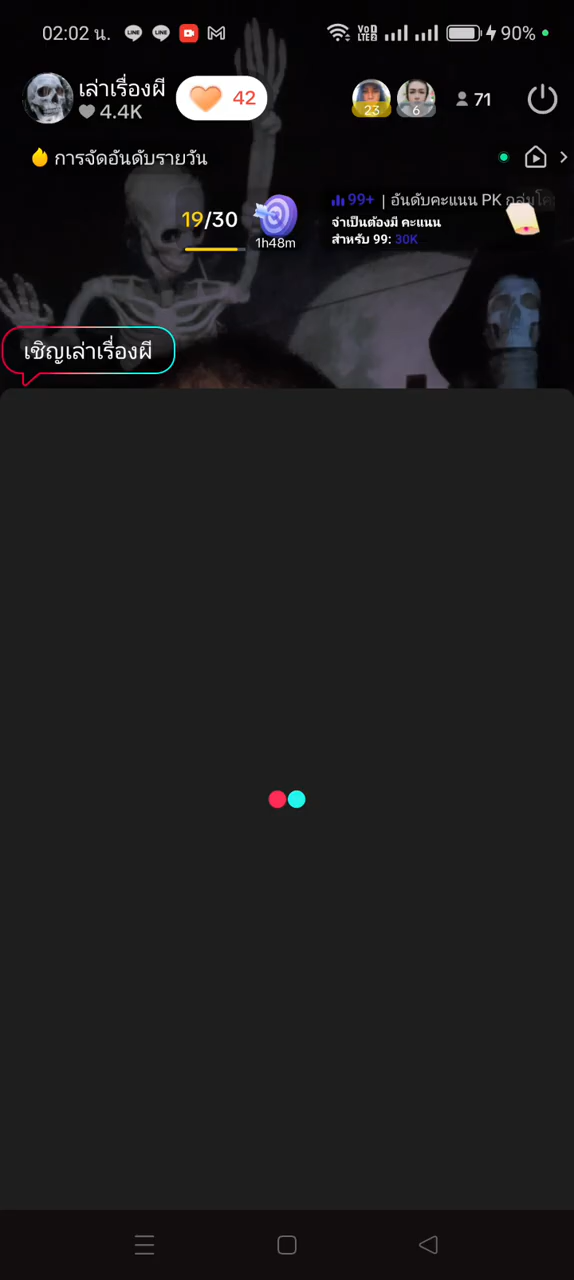 02:02 น. LINE LINE VoD LTE2 90%
เล่าเรื่องผี
4.4K
42
23
6
71
การจัดอันดับรายวัน
19/30
1h48m
99+ | อันดับคะแนน PK
จำเป็นต้องมี คะแนน
สำหรับ 99: 30K
เชิญเล่าเรื่องผี